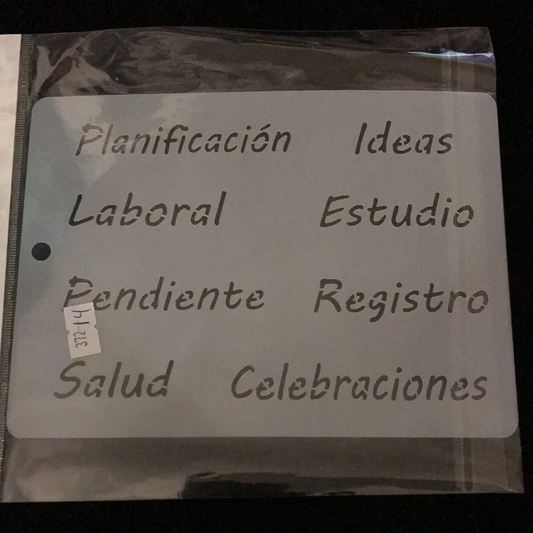 Planificación Ideas
Laboral Estudio
Pendiente Registro
Salud Celebraciones